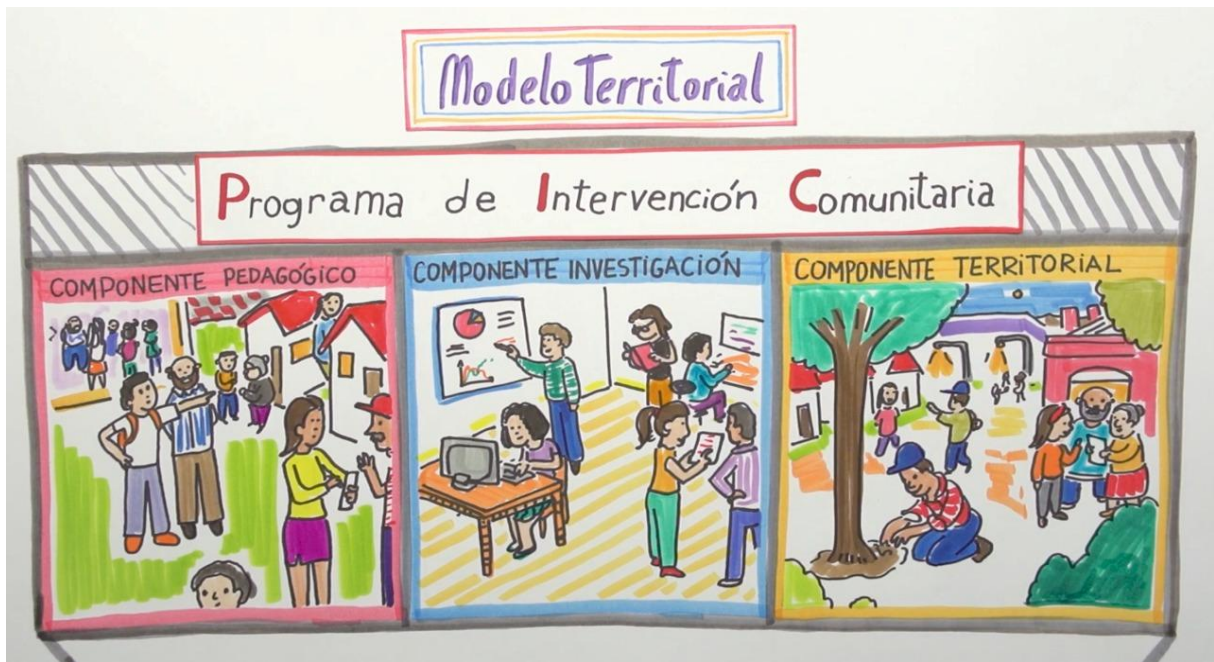 Modelo Territorial
Programa de Intervención Comunitaria
COMPONENTE PEDAGÓGICO
COMPONENTE INVESTIGACIÓN
COMPONENTE TERRITORIAL